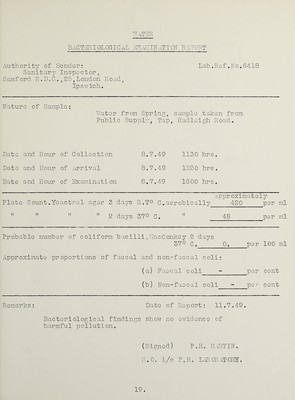 WATER
BACTERIOLOGICAL EXAMINATION REPORT
Authority of Sender: Lab.Ref.No.6418
Sanitary Inspector,
Samford R.D.C.,25,London Road,
Ipswich.
Nature of Sample:
Water from Spring, sample taken from
Public Supply, Tap, Hadleigh Road.
Date and Hour of Collection 8.7.49 1130 hrs.
Date and Hour of Arrival 8.7.49 1220 hrs.
Date and Hour of Examination 8.7.49 1600 hrs.
approximately
Plate Count.Yeastrel agar 3 days 2.7° C.aerobically 420 per ml
" " " " 2 days 37° C. " 48 per ml
Probable number of coliform bacilli,MacConkey 2 days
37° C. 0. per 100 ml
Approximate proportions of faecal and non-faecal coli:
(a) Faecal coli - per cent
(b) Non-faecal coli - per cent
Remarks: Date of Report: 11.7.49.
Bacteriological findings show no evidence of
harmful pollution.
(Signed) P.H. MARTIN.
M.O. i/c P.H. LABORATORY.
19.